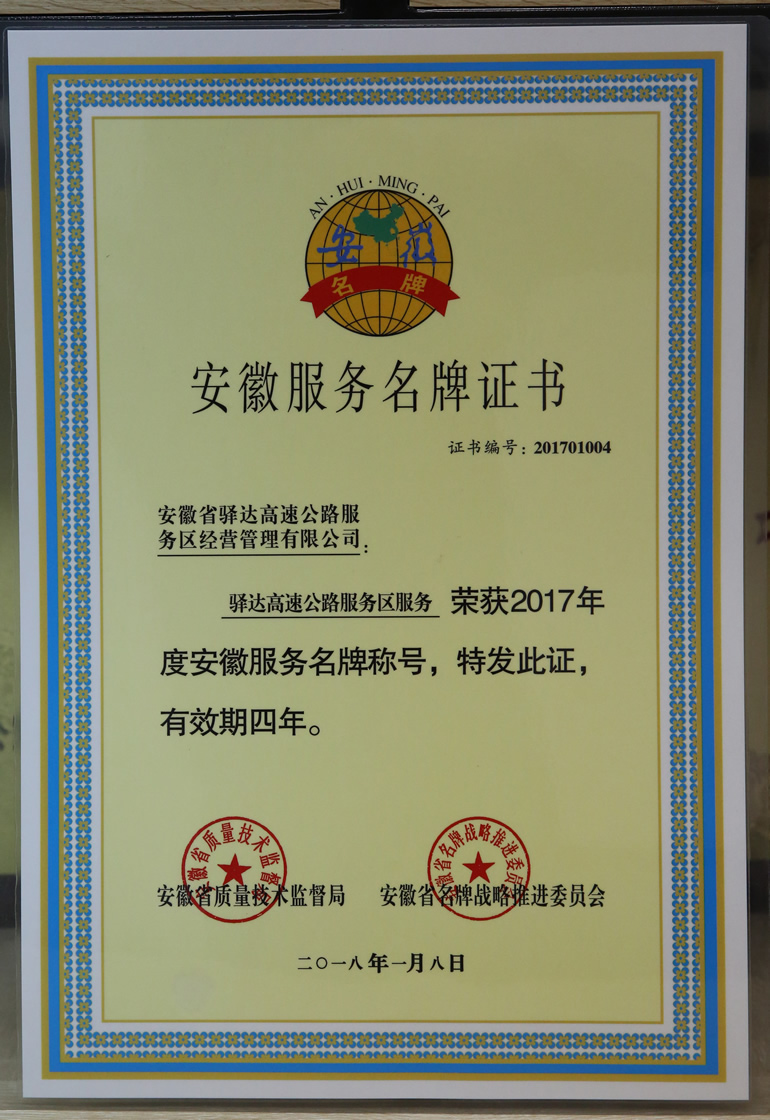 AN·HUI·MING·PAI
安徽
名牌
安徽服务名牌证书
证书编号：201701004
安徽省驿达高速公路服
务区经营管理有限公司：
驿达高速公路服务区服务 荣获2017年
度安徽服务名牌称号，特发此证，
有效期四年。
安徽省质量技术监督局
安徽省名牌战略推进委员会
安徽省质量技术监督局 安徽省名牌战略推进委员会
二〇一八年一月八日